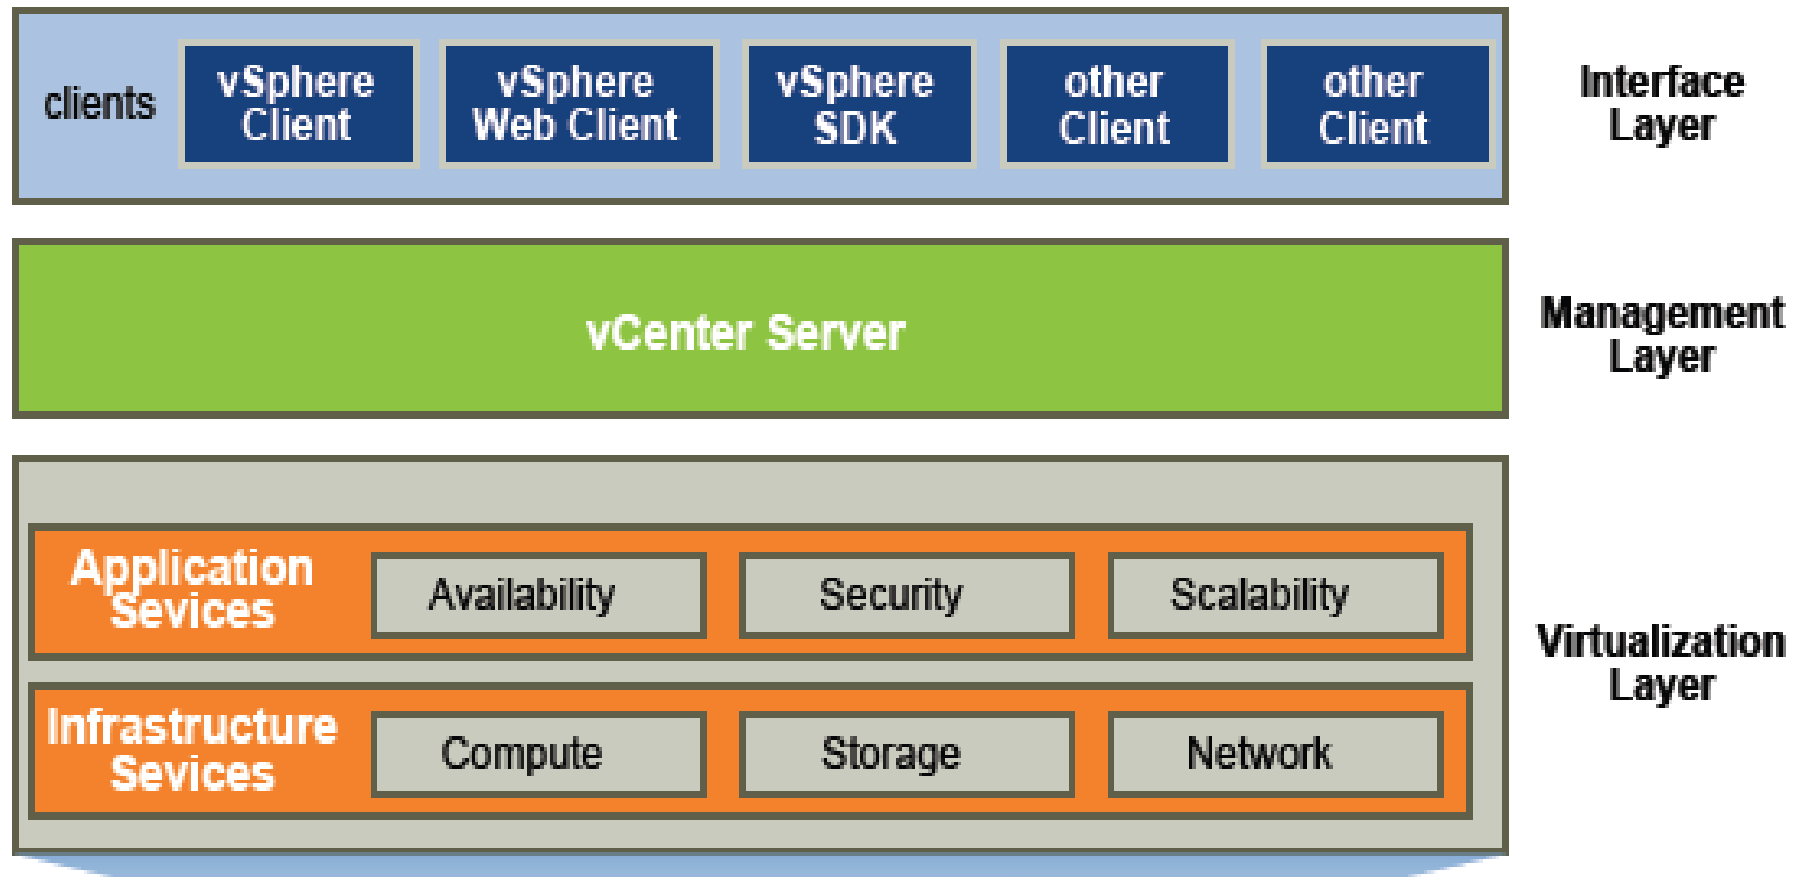 clients
vSphere
Client
vSphere
Web Client
vSphere
SDK
other
Client
other
Client
Interface
Layer
vCenter Server
Management
Layer
Application
Sevices
Availability
Security
Scalability
Infrastructure
Sevices
Compute
Storage
Network
Virtualization
Layer